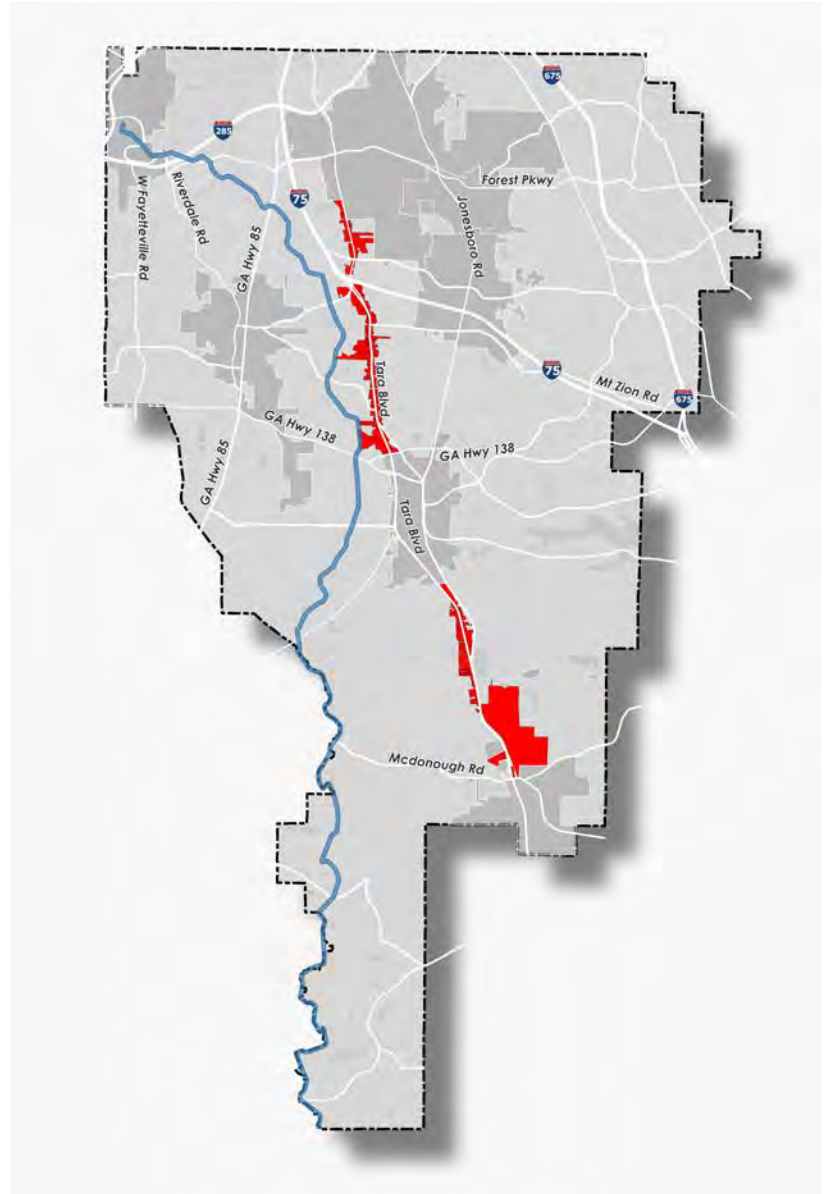 675
285
Forest Pkwy
W Fayetteville Rd
Riverdale Rd
75
Jonesboro Rd
GA Hwy 85
75
Tara Blvd
Mt Zion Rd
675
GA Hwy 138
GA Hwy 138
GA Hwy 85
Tara Blvd
Mcdonough Rd